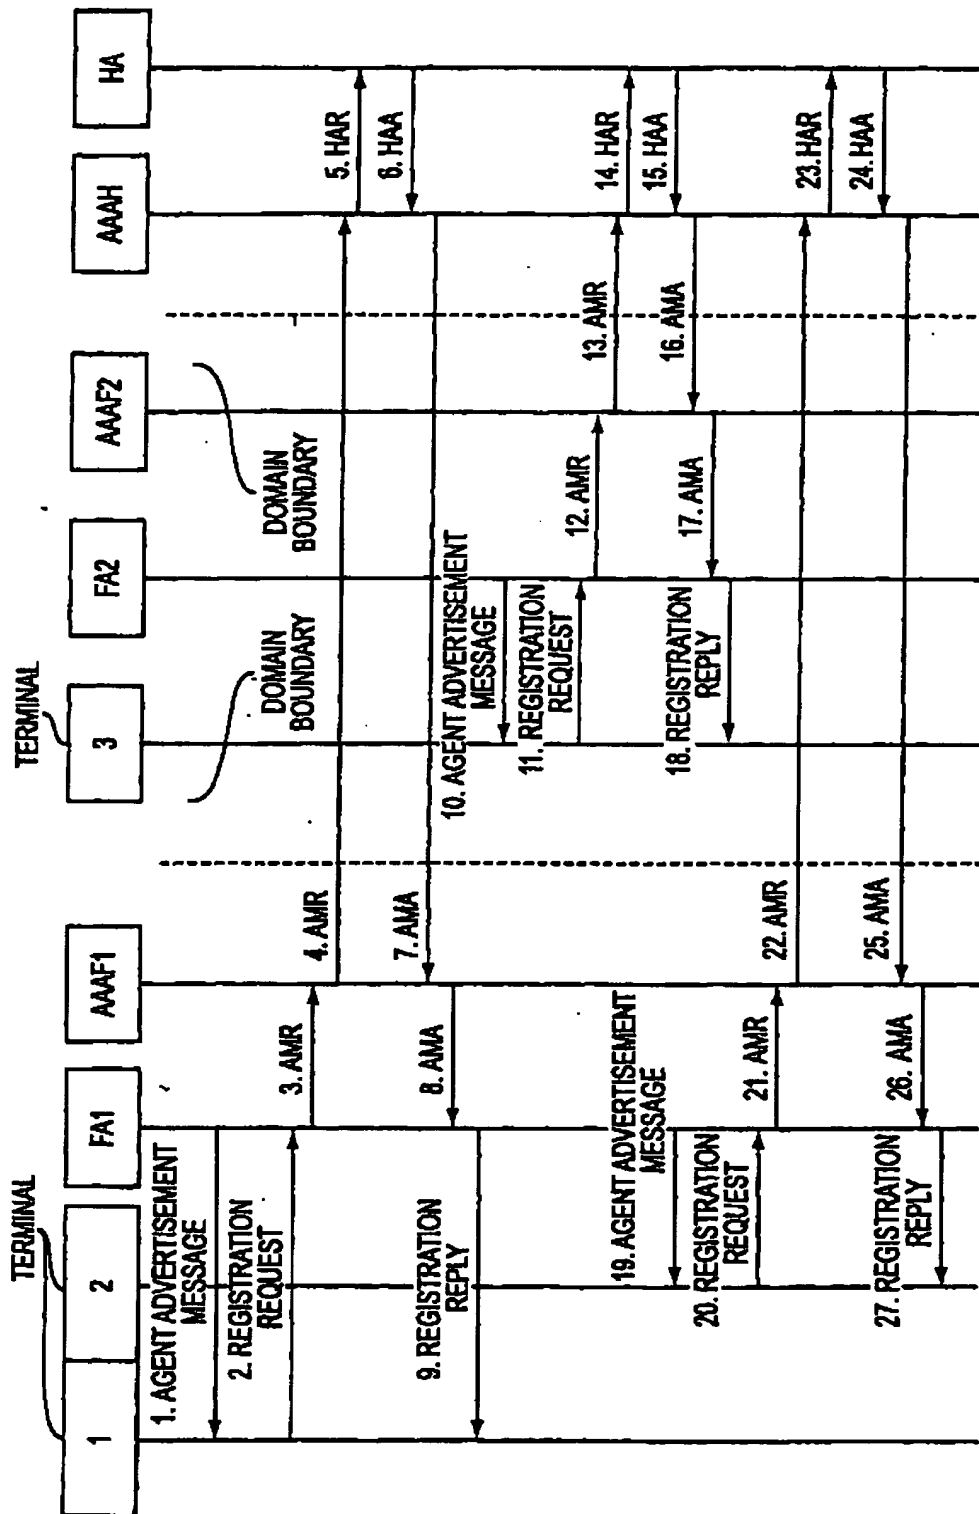 TERMINAL
TERMINAL
1
2
FA1
AAAF1
3
FA2
AAAF2
AAAH
HA
DOMAIN
BOUNDARY
DOMAIN
BOUNDARY
1. AGENT ADVERTISEMENT
MESSAGE
2. REGISTRATION
REQUEST
3. AMR
4. AMR
5. HAR
6. HAA
7. AMA
8. AMA
9. REGISTRATION
REPLY
10. AGENT ADVERTISEMENT
MESSAGE
11. REGISTRATION
REQUEST
12. AMR
13. AMR
14. HAR
15. HAA
16. AMA
17. AMA
18. REGISTRATION
REPLY
19. AGENT ADVERTISEMENT
MESSAGE
20. REGISTRATION
REQUEST
21. AMR
22. AMR
23. HAR
24. HAA
25. AMA
26. AMA
27. REGISTRATION
REPLY